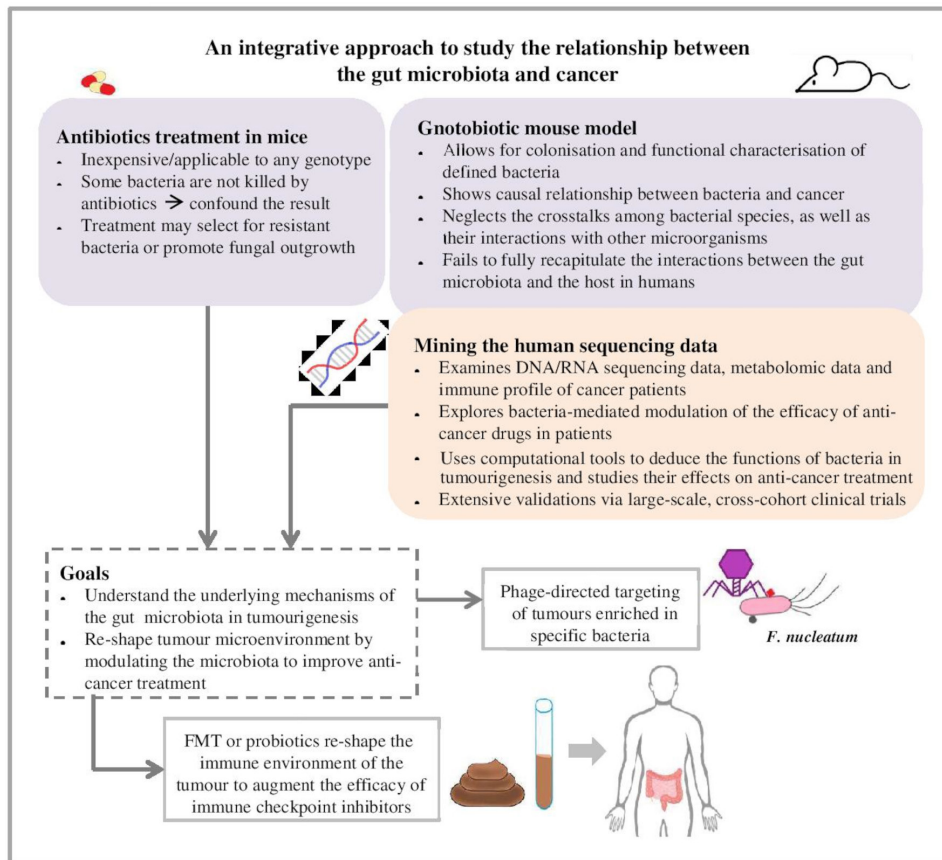 An integrative approach to study the relationship between
the gut microbiota and cancer
Antibiotics treatment in mice
• Inexpensive/applicable to any genotype
• Some bacteria are not killed by
antibiotics → confound the result
• Treatment may select for resistant
bacteria or promote fungal outgrowth
Gnotobiotic mouse model
• Allows for colonisation and functional characterisation of
defined bacteria
• Shows causal relationship between bacteria and cancer
• Neglects the crosstalks among bacterial species, as well as
their interactions with other microorganisms
• Fails to fully recapitulate the interactions between the gut
microbiota and the host in humans
Mining the human sequencing data
• Examines DNA/RNA sequencing data, metabolomic data and
immune profile of cancer patients
• Explores bacteria-mediated modulation of the efficacy of anti-
cancer drugs in patients
• Uses computational tools to deduce the functions of bacteria in
tumourigenesis and studies their effects on anti-cancer treatment
• Extensive validations via large-scale, cross-cohort clinical trials
Goals
• Understand the underlying mechanisms of
the gut microbiota in tumourigenesis
• Re-shape tumour microenvironment by
modulating the microbiota to improve anti-
cancer treatment
Phage-directed targeting
of tumours enriched in
specific bacteria
F. nucleatum
FMT or probiotics re-shape the
immune environment of the
tumour to augment the efficacy of
immune checkpoint inhibitors